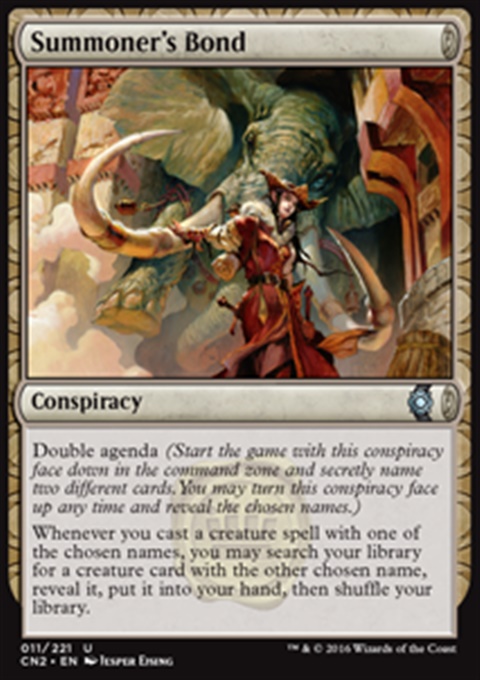 Summoner's Bond
Conspiracy
Double agenda (Start the game with this conspiracy
face down in the command zone and secretly name
two different cards. You may turn this conspiracy face
up any time and reveal the chosen names.)
Whenever you cast a creature spell with one of
the chosen names, you may search your library
for a creature card with the other chosen name,
reveal it, put it into your hand, then shuffle your
library.
011/221 U
CN2 • EN Jesper Ejsing
™ & © 2016 Wizards of the Coast